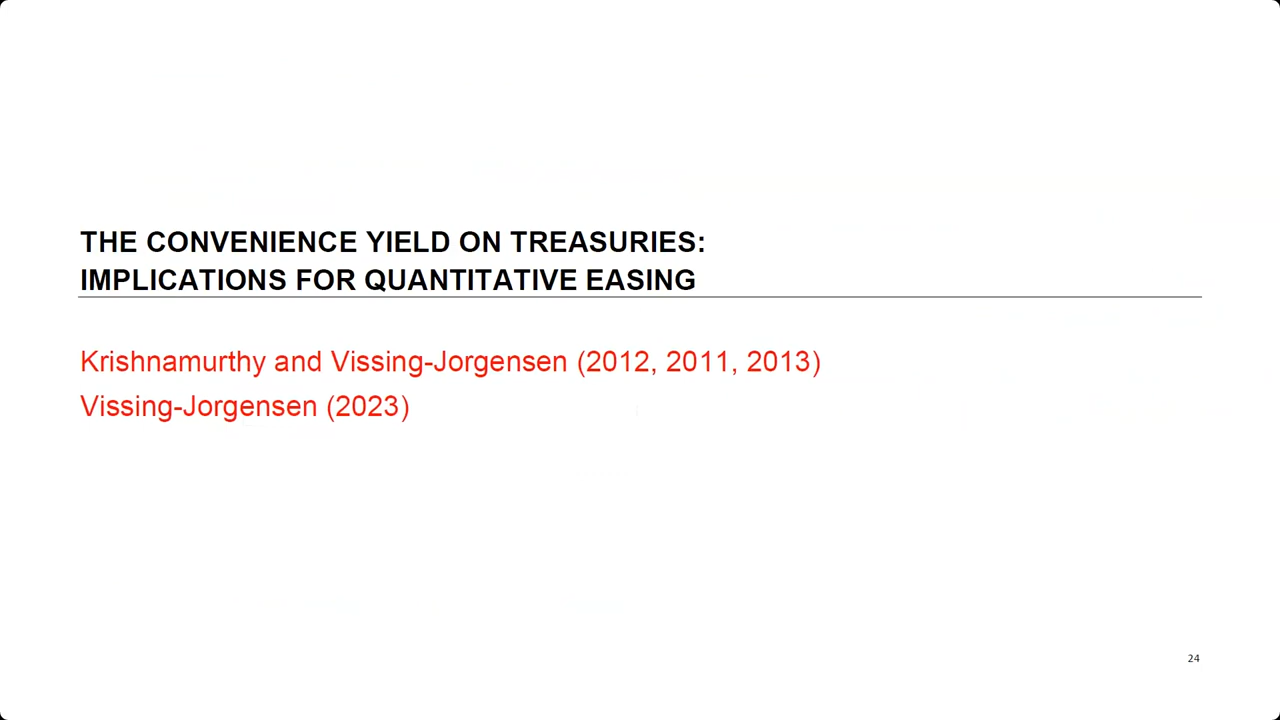 THE CONVENIENCE YIELD ON TREASURIES:
IMPLICATIONS FOR QUANTITATIVE EASING
Krishnamurthy and Vissing-Jorgensen (2012, 2011, 2013)
Vissing-Jorgensen (2023)
24